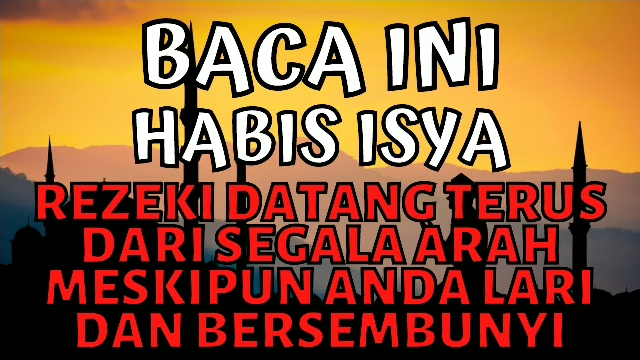 BACA INI
HABIS ISYA
REZEKI DATANG TERUS
DARI SEGALA ARAH
MESKIPUN ANDA LARI
DAN BERSEMBUNYI